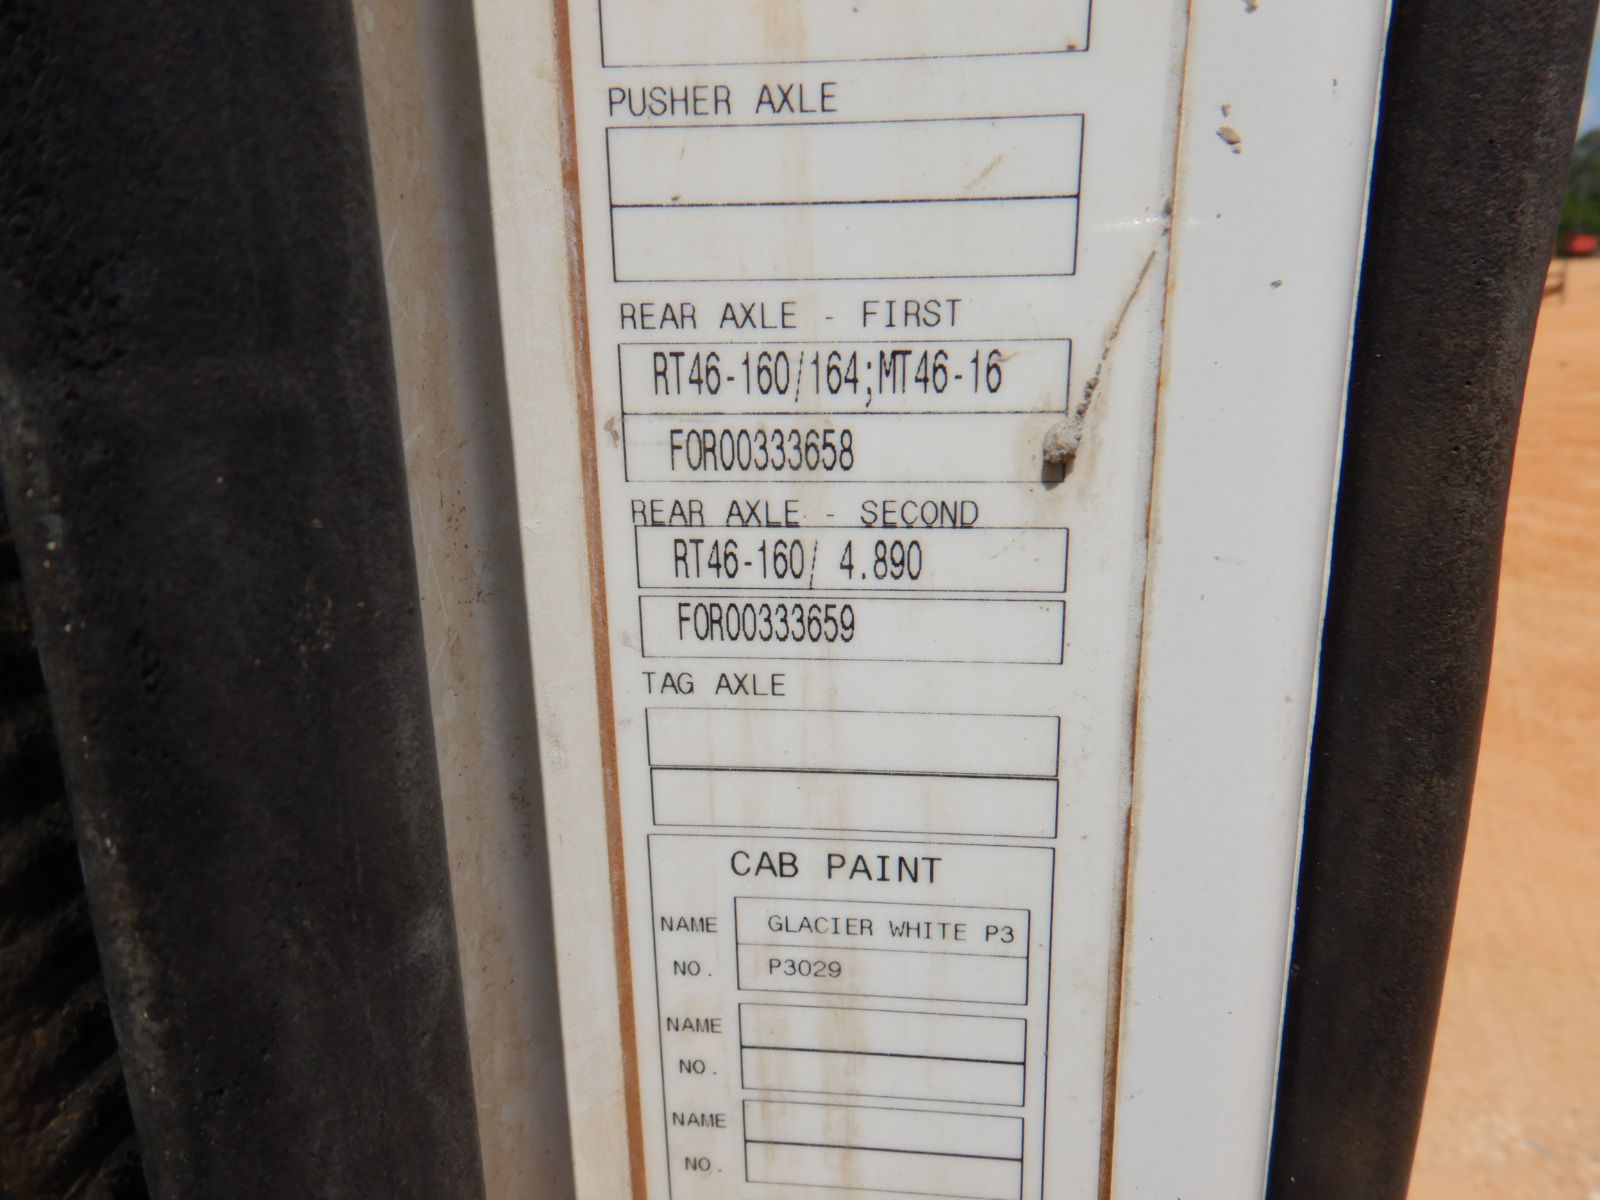 PUSHER AXLE
REAR AXLE - FIRST
RT46-160/164;MT46-16
FOR00333658
REAR AXLE - SECOND
RT46-160/ 4.890
FOR00333659
TAG AXLE
CAB PAINT
NAME GLACIER WHITE P3
NO. P3029
NAME
NO.
NAME
NO.